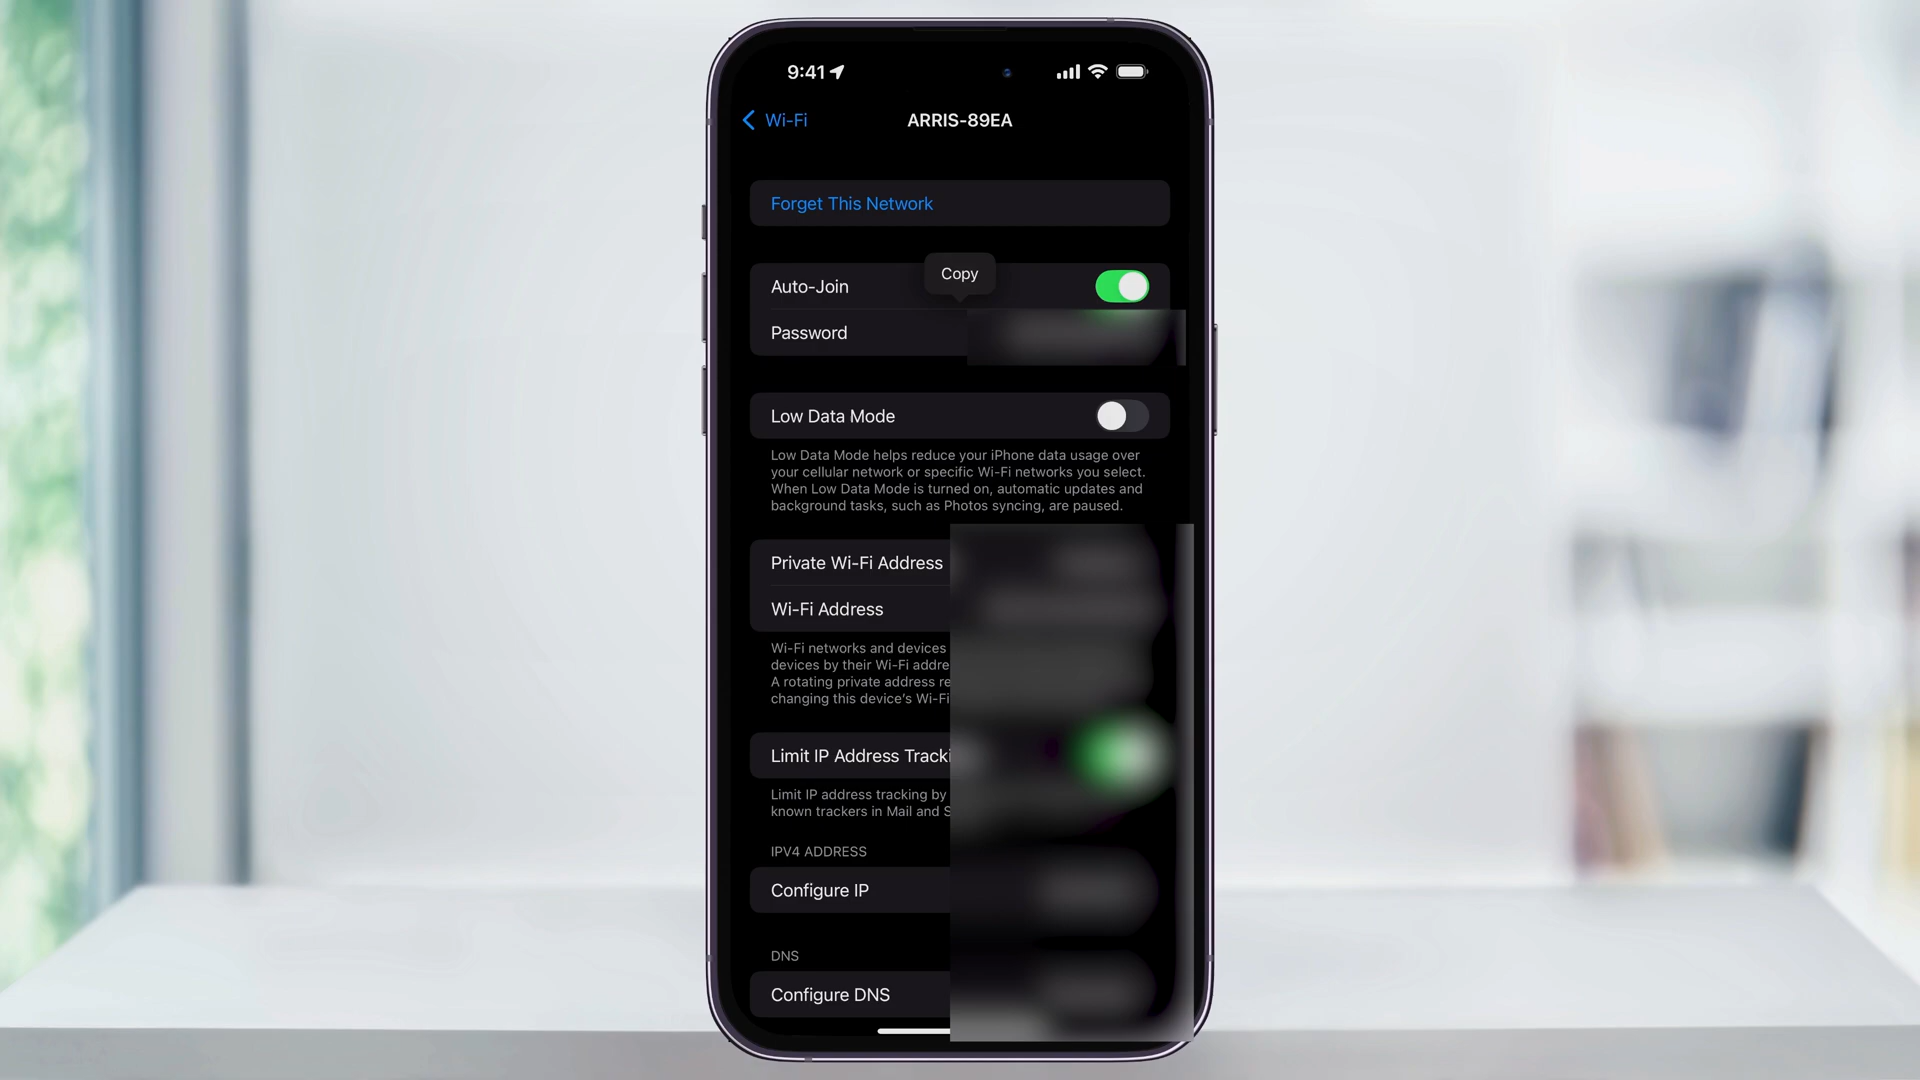 9:41
Wi-Fi
ARRIS-89EA
Forget This Network
Copy
Auto-Join
Password
Low Data Mode
Low Data Mode helps reduce your iPhone data usage over
your cellular network or specific Wi-Fi networks you select.
When Low Data Mode is turned on, automatic updates and
background tasks, such as Photos syncing, are paused.
Private Wi-Fi Address
Wi-Fi Address
Wi-Fi networks and devices
devices by their Wi-Fi addre
A rotating private address re
changing this device's Wi-Fi
Limit IP Address Tracki
Limit IP address tracking by
known trackers in Mail and S
IPV4 ADDRESS
Configure IP
DNS
Configure DNS